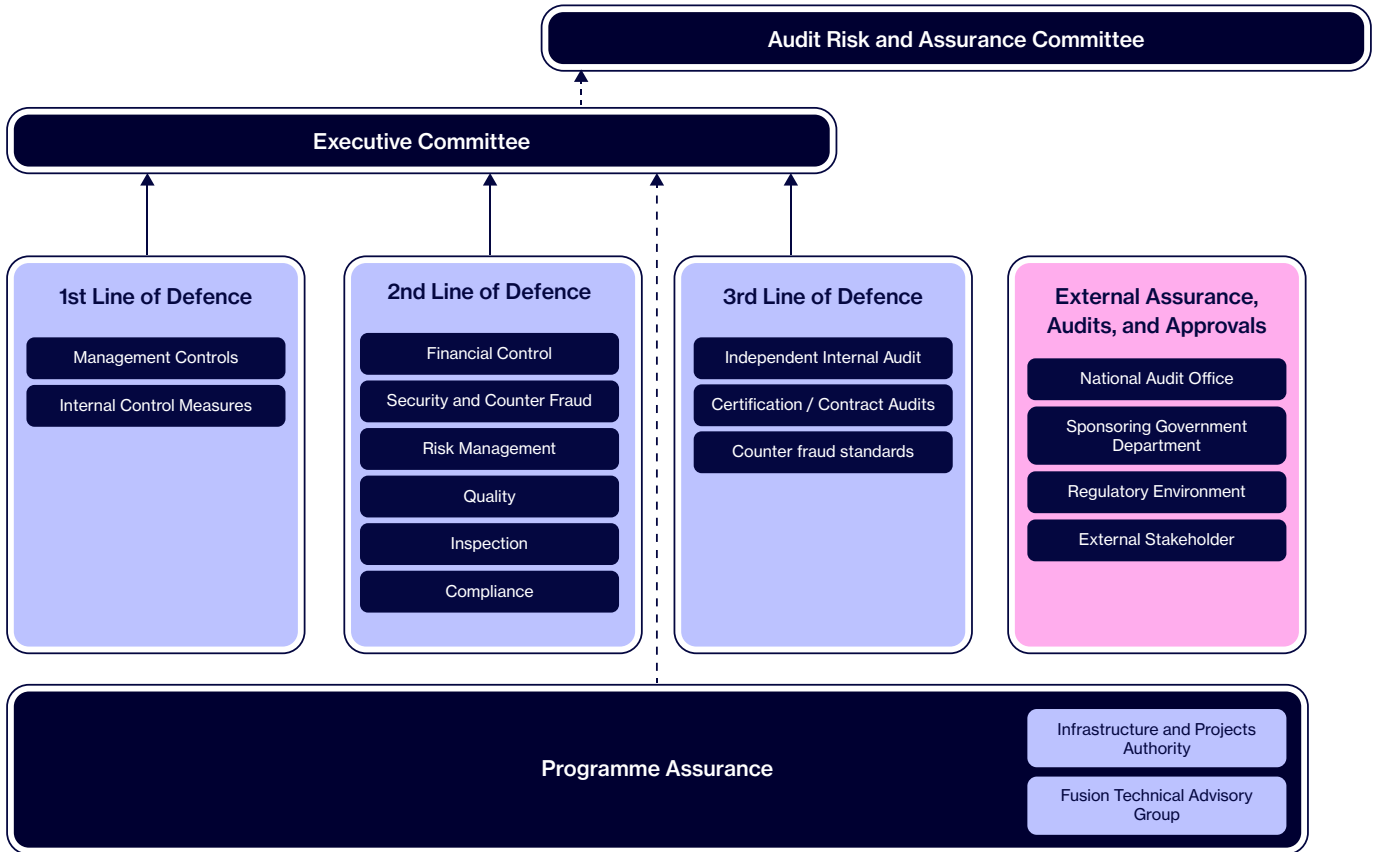 Audit Risk and Assurance Committee
Executive Committee
1st Line of Defence
Management Controls
Internal Control Measures
2nd Line of Defence
Financial Control
Security and Counter Fraud
Risk Management
Quality
Inspection
Compliance
3rd Line of Defence
Independent Internal Audit
Certification / Contract Audits
Counter fraud standards
External Assurance,
Audits, and Approvals
National Audit Office
Sponsoring Government
Department
Regulatory Environment
External Stakeholder
Programme Assurance
Infrastructure and Projects
Authority
Fusion Technical Advisory
Group